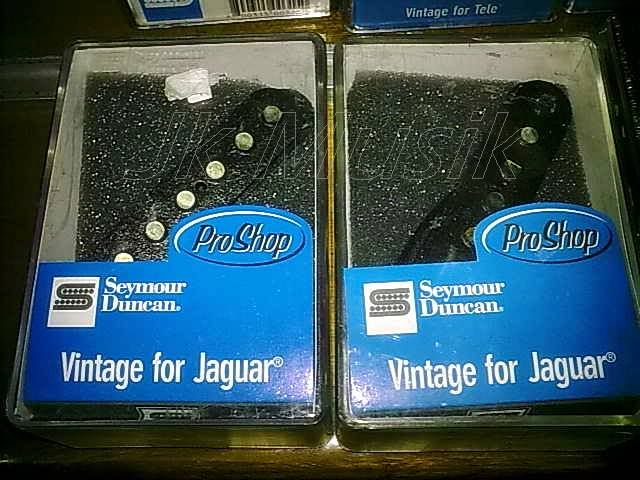 Vintage for Tele
Jk Musik
ProShop
Seymour
Duncan®
Vintage for Jaguar®
ProShop
Seymour
Duncan®
Vintage for Jaguar®